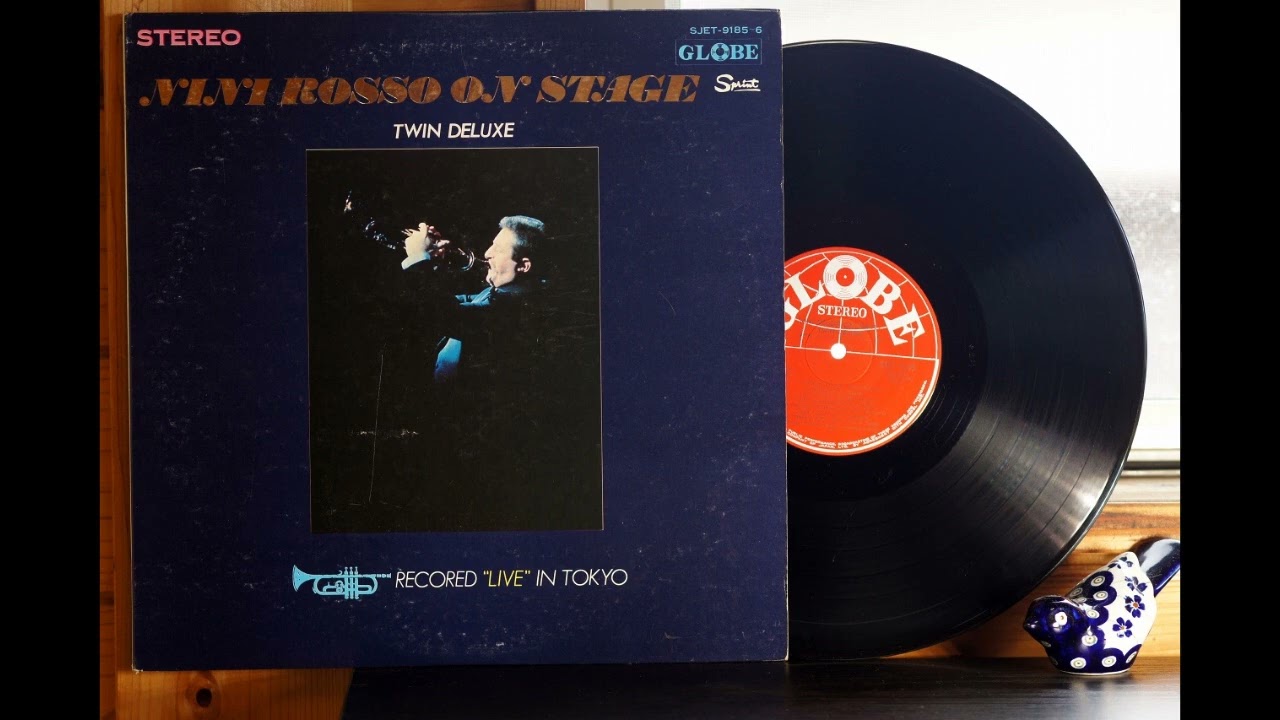 STEREO
SJET-9185-6
GLOBE
NINI ROSSO ON STAGE
Sprint
TWIN DELUXE
RECORED "LIVE" IN TOKYO
GLOBE
STEREO